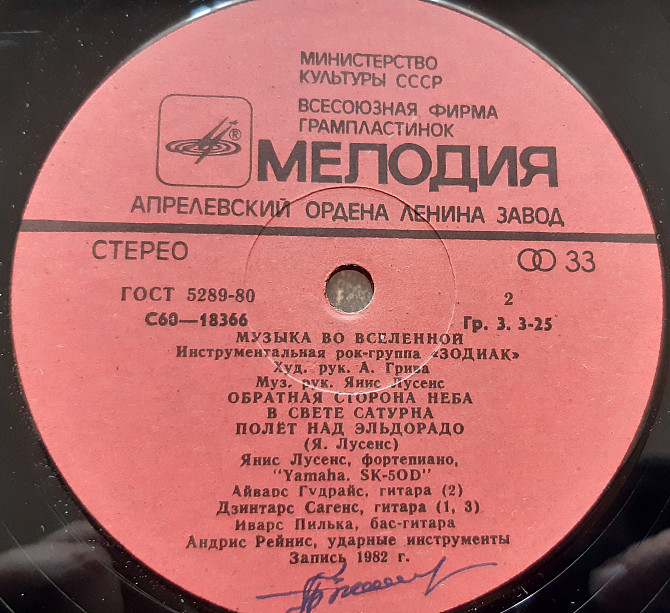 МИНИСТЕРСТВО
КУЛЬТУРЫ СССР
ВСЕСОЮЗНАЯ ФИРМА
ГРАМПЛАСТИНОК
®
МЕЛОДИЯ
АПРЕЛЕВСКИЙ ОРДЕНА ЛЕНИНА ЗАВОД
СТЕРЕО
33
ГОСТ 5289-80
2
С60—18366
Гр. 3. 3-25
МУЗЫКА ВО ВСЕЛЕННОЙ
Инструментальная рок-группа «ЗОДИАК»
Худ. рук. А. Грива
Муз. рук. Янис Лусенс
ОБРАТНАЯ СТОРОНА НЕБА
В СВЕТЕ САТУРНА
ПОЛЁТ НАД ЭЛЬДОРАДО
(Я. Лусенс)
Янис Лусенс, фортепиано,
"Yamaha. SK-50D"
Айварс Гудрайс, гитара (2)
Дзинтарс Сагенс, гитара (1, 3)
Иварс Пилька, бас-гитара
Андрис Рейнис, ударные инструменты
Запись 1982 г.